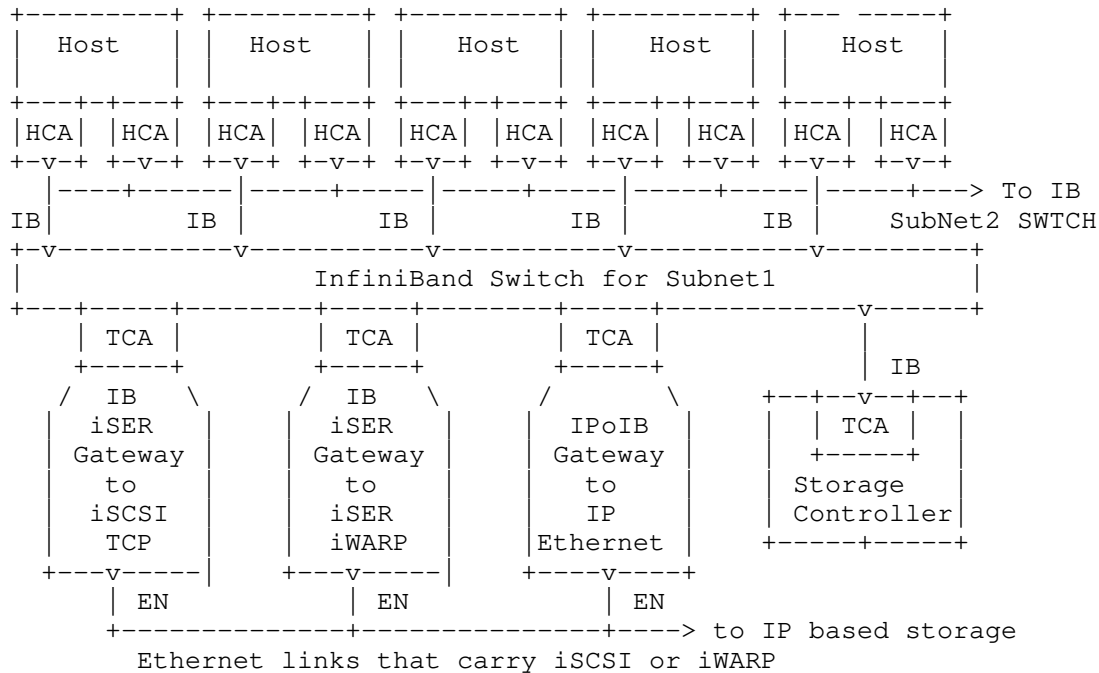 Host Host Host Host Host
HCA HCA HCA HCA HCA HCA HCA HCA HCA HCA
To IB
IB IB IB IB IB SubNet2 SWTCH
InfiniBand Switch for Subnet1
TCA TCA TCA
IB
IB IB
iSER iSER IPoIB TCA
Gateway Gateway Gateway
to to to Storage
iSCSI iSER IP Controller
TCP iWARP Ethernet
EN EN EN
to IP based storage
Ethernet links that carry iSCSI or iWARP